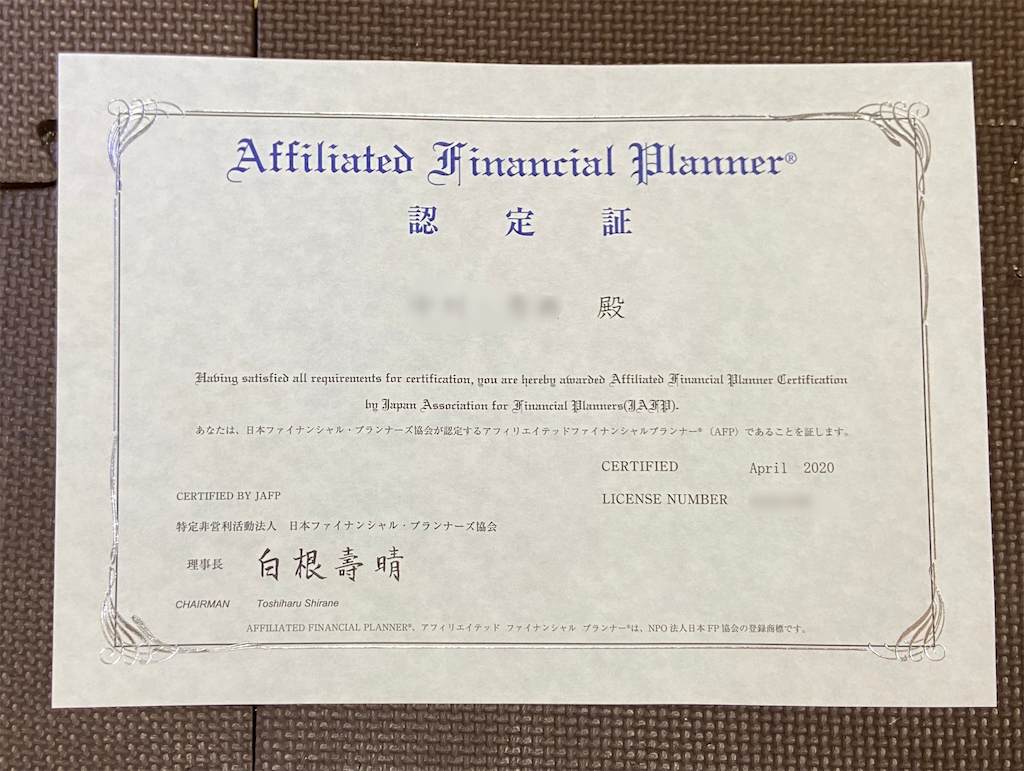 Affiliated Financial Planner®
認定証
殿
Having satisfied all requirements for certification, you are hereby awarded Affiliated Financial Planner Certification
by Japan Association for Financial Planners(JAFP).
あなたは、日本ファイナンシャル・プランナーズ協会が認定するアフィリエイテッドファイナンシャルプランナー®（AFP）であることを証します。
CERTIFIED April 2020
LICENSE NUMBER
CERTIFIED BY JAFP
特定非営利活動法人 日本ファイナンシャル・プランナーズ協会
理事長 白根壽晴
CHAIRMAN Toshiharu Shirane
AFFILIATED FINANCIAL PLANNER®、アフィリエイテッド ファイナンシャル プランナー®は、NPO法人日本FP協会の登録商標です。